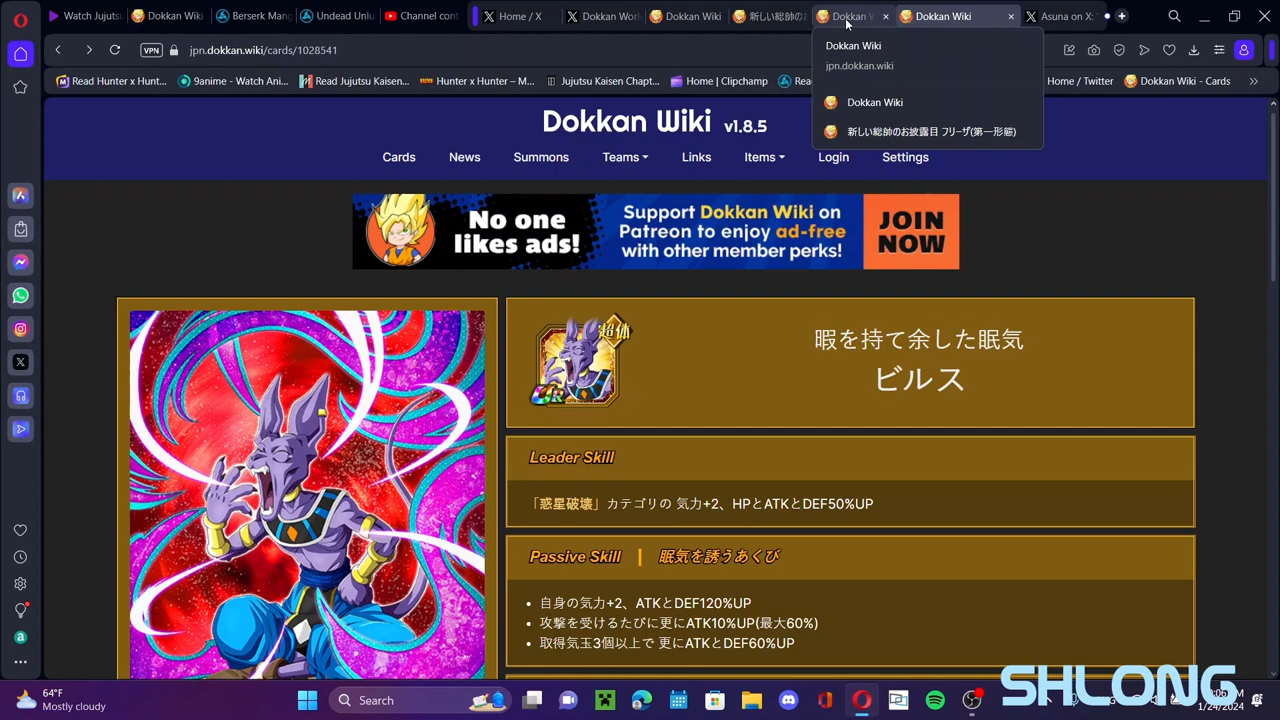 Watch Jujutsu
Dokkan Wiki
Berserk Mang
Undead Unlu
Channel cont
Home / X
Dokkan Worl
Dokkan Wiki
新しい総帥のお
Dokkan W
Dokkan Wiki
Asuna on X:
VPN
jpn.dokkan.wiki/cards/1028541
Dokkan Wiki
jpn.dokkan.wiki
Dokkan Wiki
新しい総帥のお披露目 フリーザ(第一形態)
Read Hunter x Hunt...
9anime - Watch Ani...
Read Jujutsu Kaisen...
Hunter x Hunter – M...
Jujutsu Kaisen Chapt...
Home | Clipchamp
Rea
Home / Twitter
Dokkan Wiki - Cards
Dokkan Wiki v1.8.5
Cards
News
Summons
Teams
Links
Items
Login
Settings
No one
likes ads!
Support Dokkan Wiki on
Patreon to enjoy ad-free
with other member perks!
JOIN
NOW
超体
UR
暇を持て余した眠気
ビルス
Leader Skill
「惑星破壊」カテゴリの 気力+2、HPとATKとDEF50%UP
Passive Skill | 眠気を誘うあくび
自身の気力+2、ATKとDEF120%UP
攻撃を受けるたびに更にATK10%UP(最大60%)
取得気玉3個以上で 更にATKとDEF60%UP
SHLONG
64°F
Mostly cloudy
Search
1/24/2024